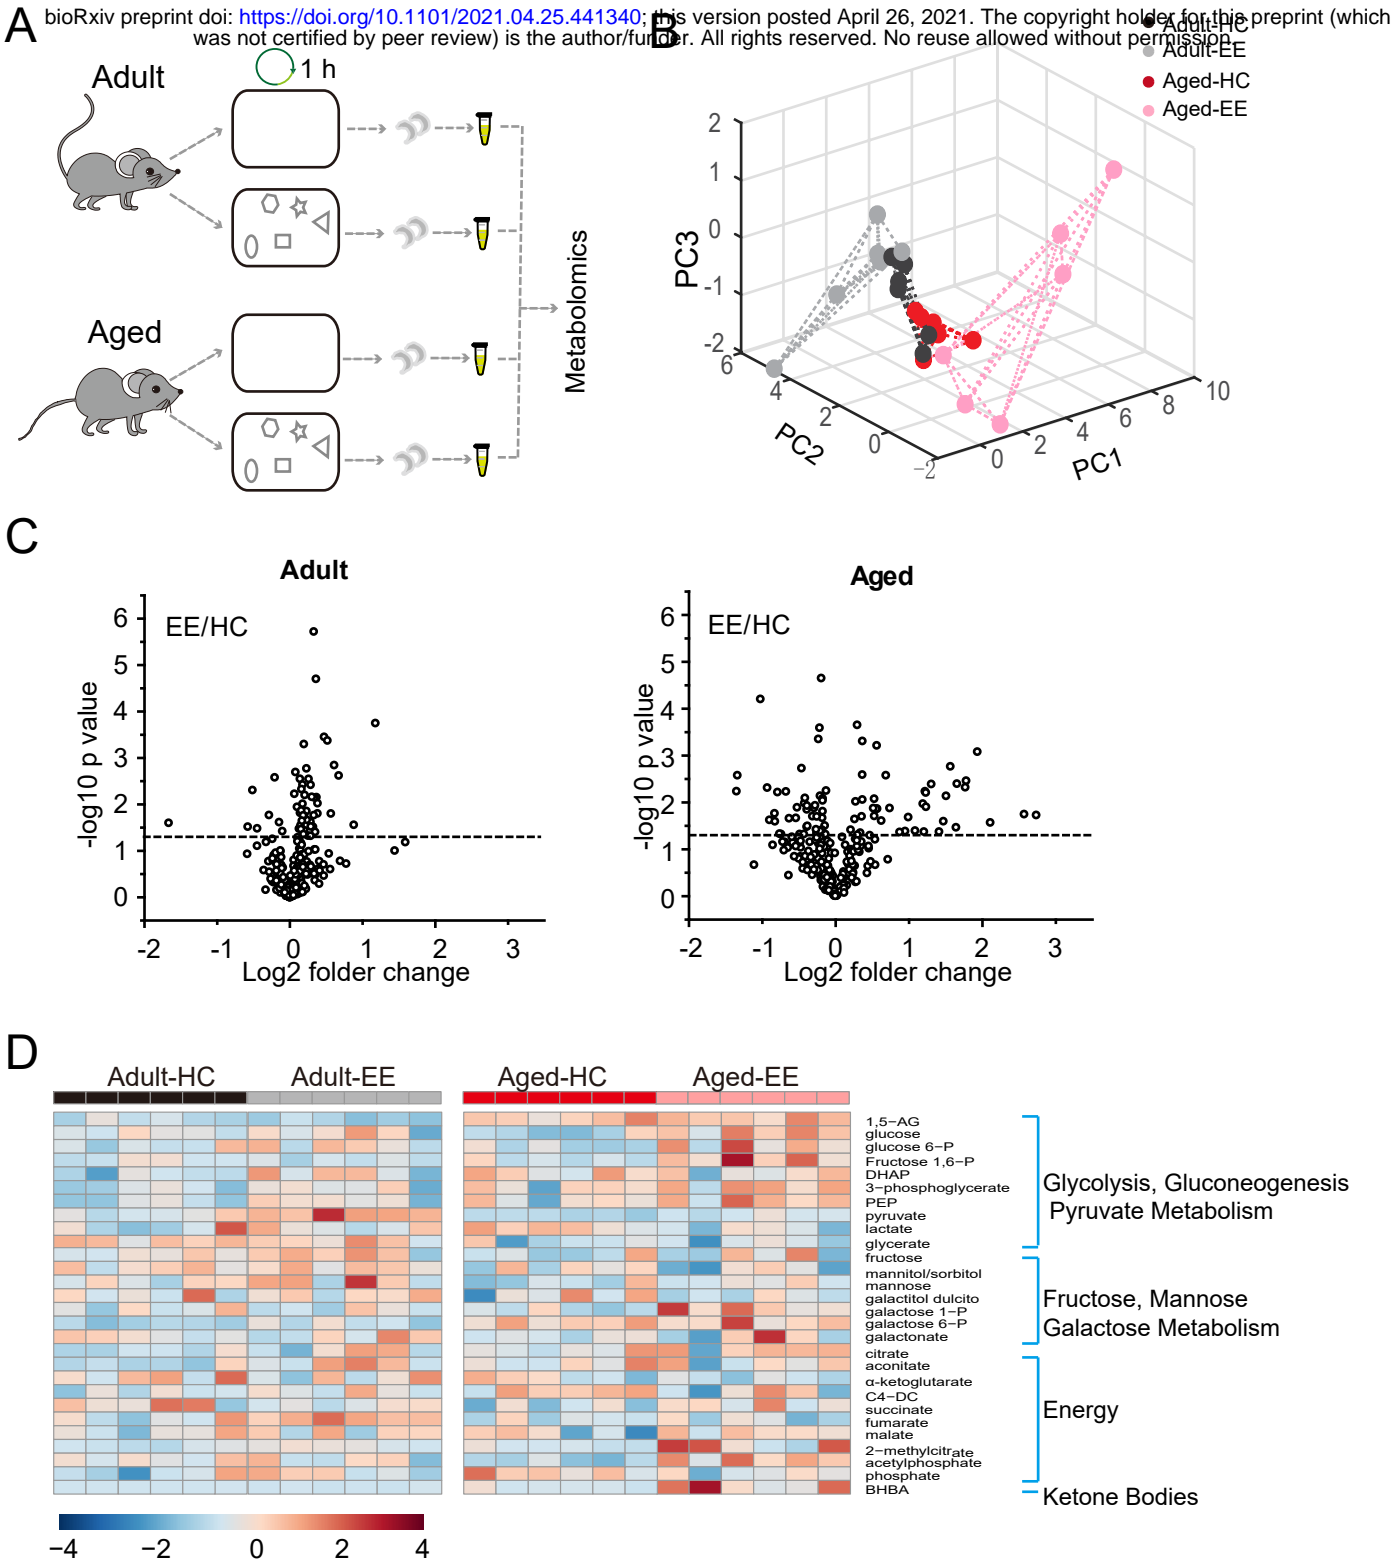 bioRxiv preprint doi: https://doi.org/10.1101/2021.04.25.441340; this version posted April 26, 2021. The copyright holder for this preprint (which
was not certified by peer review) is the author/funder. All rights reserved. No reuse allowed without permission.
A
Adult
1 h
Aged
Metabolomics
B
Adult-HC
Adult-EE
Aged-HC
Aged-EE
PC3
2
1
0
-1
-2
6
4
2
0
-2
PC2
0
2
4
6
8
10
PC1
C
Adult
EE/HC
-log10 p value
6
5
4
3
2
1
0
-2 -1 0 1 2 3
Log2 folder change
Aged
EE/HC
-log10 p value
6
5
4
3
2
1
0
-2 -1 0 1 2 3
Log2 folder change
D
Adult-HC Adult-EE Aged-HC Aged-EE
1,5−AG
glucose
glucose 6−P
Fructose 1,6−P
DHAP
3−phosphoglycerate
PEP
pyruvate
lactate
glycerate
fructose
mannitol/sorbitol
mannose
galactitol dulcito
galactose 1−P
galactose 6−P
galactonate
citrate
aconitate
α-ketoglutarate
C4−DC
succinate
fumarate
malate
2−methylcitrate
acetylphosphate
phosphate
BHBA
Glycolysis, Gluconeogenesis
Pyruvate Metabolism
Fructose, Mannose
Galactose Metabolism
Energy
Ketone Bodies
−4 −2 0 2 4